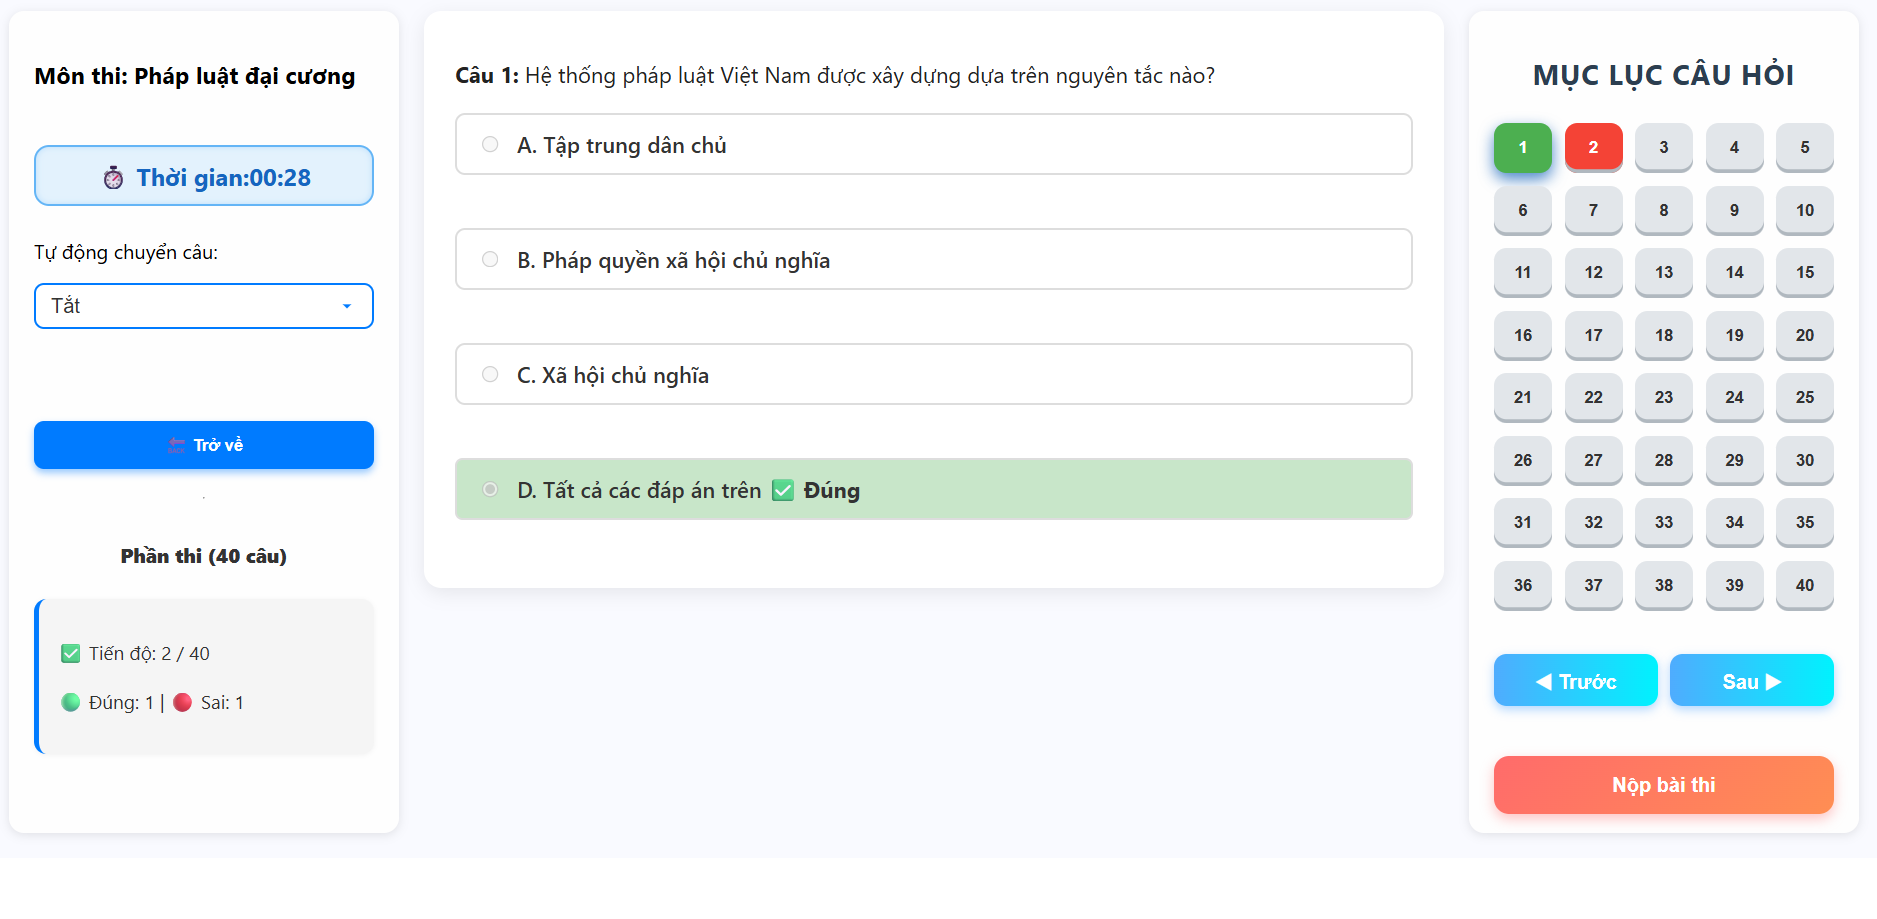 Môn thi: Pháp luật đại cương
Thời gian:00:28
Tự động chuyển câu:
Tắt
BACK Trở về
.
Phần thi (40 câu)
Tiến độ: 2 / 40
Đúng: 1 | Sai: 1
Câu 1: Hệ thống pháp luật Việt Nam được xây dựng dựa trên nguyên tắc nào?
A. Tập trung dân chủ
B. Pháp quyền xã hội chủ nghĩa
C. Xã hội chủ nghĩa
D. Tất cả các đáp án trên ✅ Đúng
MỤC LỤC CÂU HỎI
1 2 3 4 5
6 7 8 9 10
11 12 13 14 15
16 17 18 19 20
21 22 23 24 25
26 27 28 29 30
31 32 33 34 35
36 37 38 39 40
◀ Trước Sau ▶
Nộp bài thi